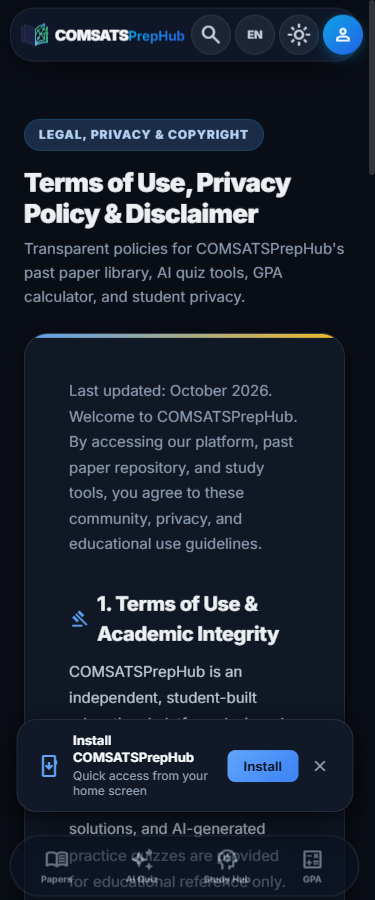 COMSATSPrepHub
EN
LEGAL, PRIVACY & COPYRIGHT
Terms of Use, Privacy
Policy & Disclaimer
Transparent policies for COMSATSPrepHub's
past paper library, AI quiz tools, GPA
calculator, and student privacy.
Last updated: October 2026.
Welcome to COMSATSPrepHub.
By accessing our platform, past
paper repository, and study
tools, you agree to these
community, privacy, and
educational use guidelines.
1. Terms of Use &
Academic Integrity
COMSATSPrepHub is an
independent, student-built
Install
COMSATSPrepHub
Quick access from your
home screen
Install
solutions, and AI-generated
practice quizzes are provided
for educational reference only.
Papers
AI Quiz
Study Hub
GPA